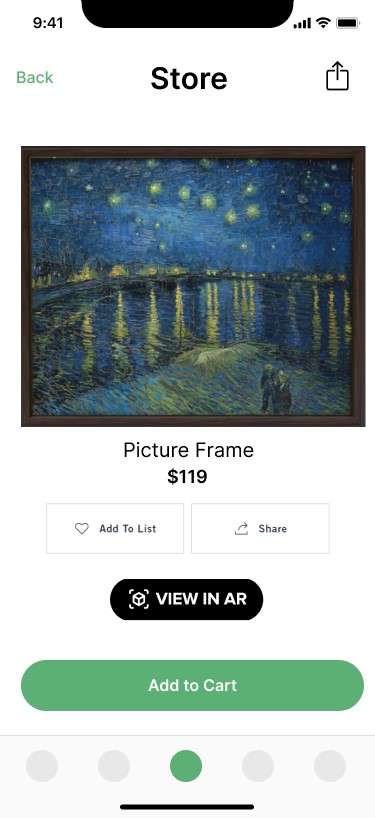 9:41
Back
Store
Picture Frame
$119
Add To List
Share
VIEW IN AR
Add to Cart